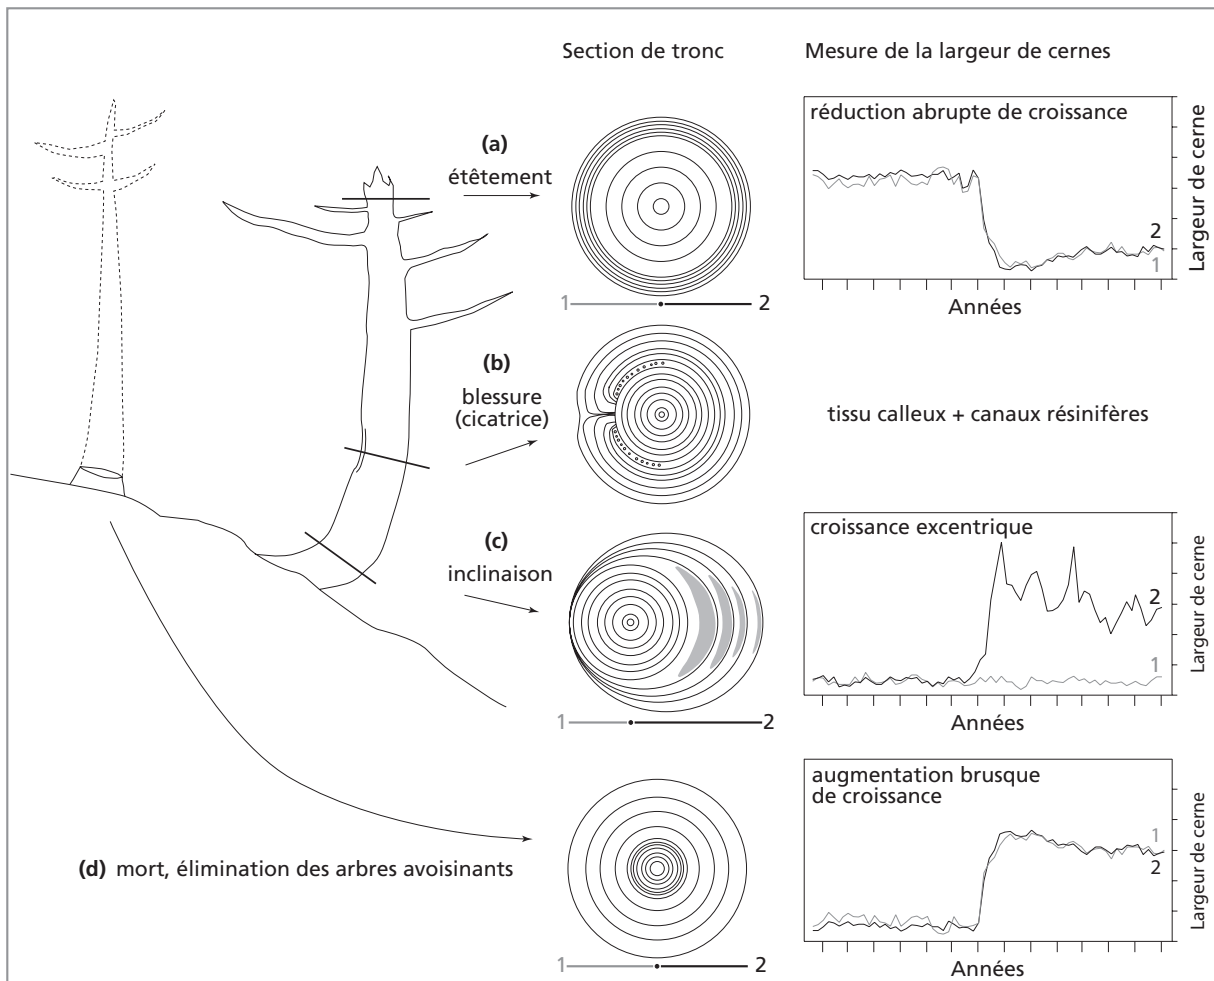 Section de tronc
Mesure de la largeur de cernes
(a)
étêtement
1
2
réduction abrupte de croissance
2
1
Largeur de cerne
Années
(b)
blessure
(cicatrice)
tissu calleux + canaux résinifères
(c)
inclinaison
1
2
croissance excentrique
2
1
Largeur de cerne
Années
(d) mort, élimination des arbres avoisinants
1
2
augmentation brusque
de croissance
1
2
Largeur de cerne
Années